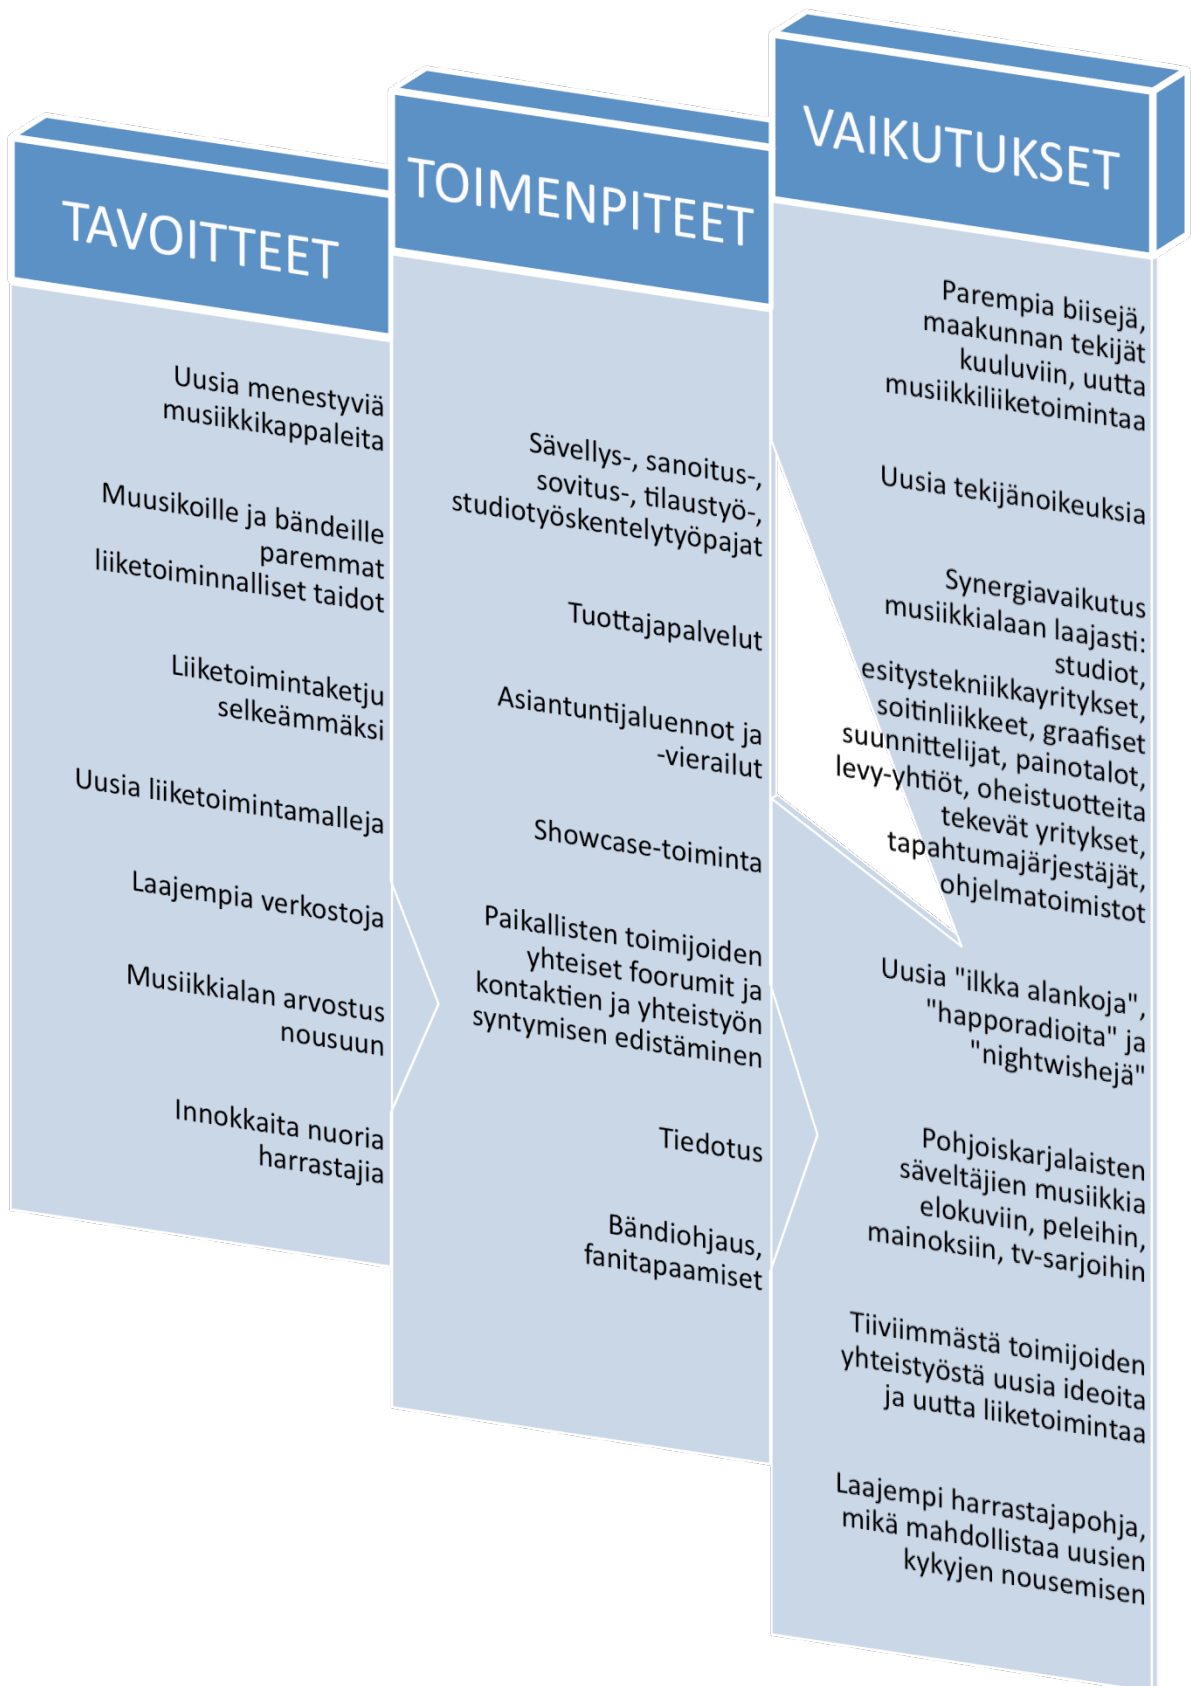 TAVOITTEET
Uusia menestyviä
musiikkikappaleita
Muusikoille ja bändeille
paremmat
liiketoiminnalliset taidot
Liiketoimintaketju
selkeämmäksi
Uusia liiketoimintamalleja
Laajempia verkostoja
Musiikkialan arvostus
nousuun
Innokkaita nuoria
harrastajia
TOIMENPITEET
Sävellys-, sanoitus-,
sovitus-, tilaustyö-,
studiotyöskentelytyöpajat
Tuottajapalvelut
Asiantuntijaluennot ja
-vierailut
Showcase-toiminta
Paikallisten toimijoiden
yhteiset foorumit ja
kontaktien ja yhteistyön
syntymisen edistäminen
Tiedotus
Bändiohjaus,
fanitapaamiset
VAIKUTUKSET
Parempia biisejä,
maakunnan tekijät
kuuluviin, uutta
musiikkiliiketoimintaa
Uusia tekijänoikeuksia
Synergiavaikutus
musiikkialaan laajasti:
studiot,
esitystekniikkayritykset,
soitinliikkeet, graafiset
suunnittelijat, painotalot,
levy-yhtiöt, oheistuotteita
tekevät yritykset,
tapahtumajärjestäjät,
ohjelmatoimistot
Uusia "ilkka alankoja",
"happoradioita" ja
"nightwishejä"
Pohjoiskarjalaisten
säveltäjien musiikkia
elokuviin, peleihin,
mainoksiin, tv-sarjoihin
Tiiviimmästä toimijoiden
yhteistyöstä uusia ideoita
ja uutta liiketoimintaa
Laajempi harrastajapohja,
mikä mahdollistaa uusien
kykyjen nousemisen